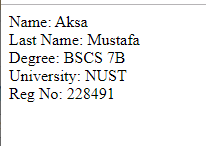 Name: Aksa
Last Name: Mustafa
Degree: BSCS 7B
University: NUST
Reg No: 228491